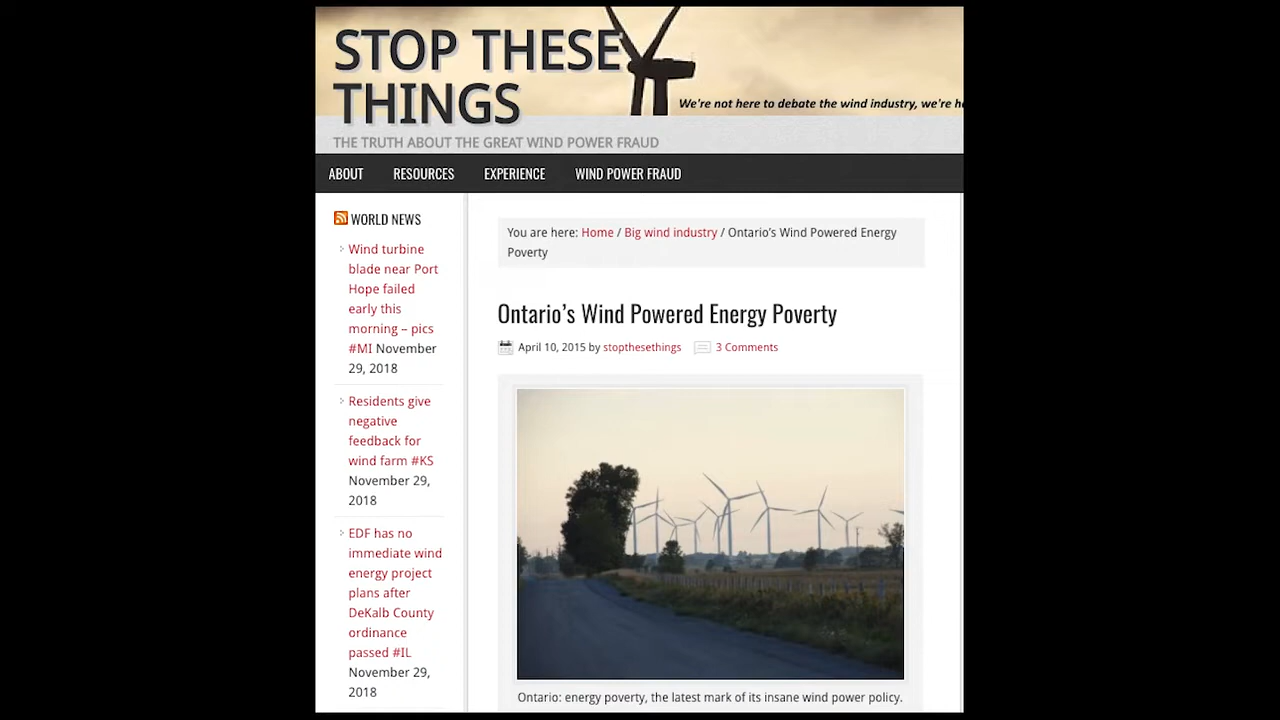 STOP THESE
THINGS
We're not here to debate the wind industry, we're
THE TRUTH ABOUT THE GREAT WIND POWER FRAUD
ABOUT RESOURCES EXPERIENCE WIND POWER FRAUD
WORLD NEWS
Wind turbine
blade near Port
Hope failed
early this
morning – pics
#MI November
29, 2018
Residents give
negative
feedback for
wind farm #KS
November 29,
2018
EDF has no
immediate wind
energy project
plans after
DeKalb County
ordinance
passed #IL
November 29,
2018
You are here: Home / Big wind industry / Ontario’s Wind Powered Energy
Poverty
Ontario’s Wind Powered Energy Poverty
April 10, 2015 by stopthesethings 3 Comments
Ontario: energy poverty, the latest mark of its insane wind power policy.